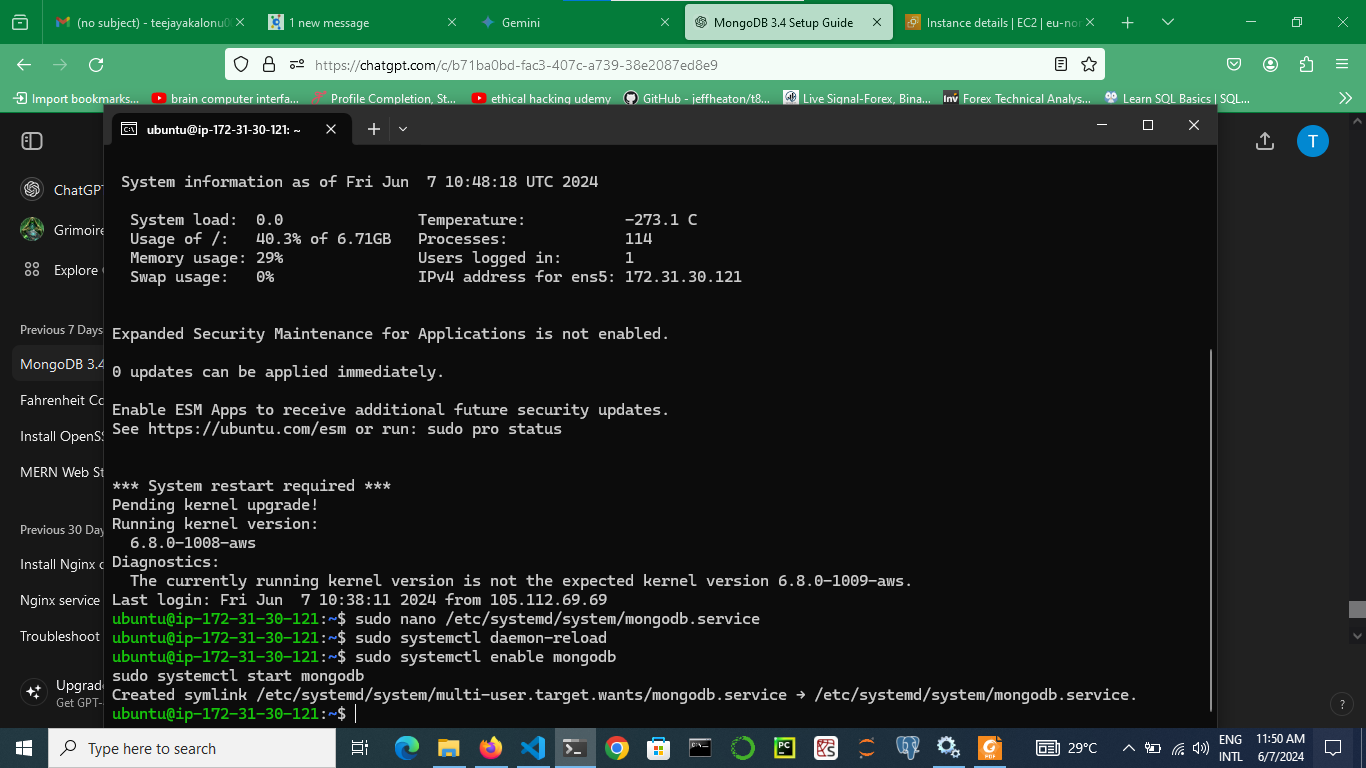 (no subject) - teejayakalonu0
1 new message
Gemini
MongoDB 3.4 Setup Guide
Instance details | EC2 | eu-nor
https://chatgpt.com/c/b71ba0bd-fac3-407c-a739-38e2087ed8e9
Import bookmarks...
brain computer interfa...
Profile Completion, St...
ethical hacking udemy
GitHub - jeffheaton/t8...
Live Signal-Forex, Bina...
Forex Technical Analys...
Learn SQL Basics | SQL...
ubuntu@ip-172-31-30-121: ~
T
ChatGPT
Grimoire
Explore
Previous 7 Days
MongoDB 3.4
Fahrenheit Co
Install OpenSS
MERN Web St
Previous 30 Day
Install Nginx
Nginx service
Troubleshoot
Upgrade
Get GPT-
System information as of Fri Jun  7 10:48:18 UTC 2024
System load:  0.0 Temperature: -273.1 C
Usage of /:   40.3% of 6.71GB Processes: 114
Memory usage: 29% Users logged in: 1
Swap usage:   0% IPv4 address for ens5: 172.31.30.121
Expanded Security Maintenance for Applications is not enabled.
0 updates can be applied immediately.
Enable ESM Apps to receive additional future security updates.
See https://ubuntu.com/esm or run: sudo pro status
*** System restart required ***
Pending kernel upgrade!
Running kernel version:
6.8.0-1008-aws
Diagnostics:
The currently running kernel version is not the expected kernel version 6.8.0-1009-aws.
Last login: Fri Jun  7 10:38:11 2024 from 105.112.69.69
ubuntu@ip-172-31-30-121:~$ sudo nano /etc/systemd/system/mongodb.service
ubuntu@ip-172-31-30-121:~$ sudo systemctl daemon-reload
ubuntu@ip-172-31-30-121:~$ sudo systemctl enable mongodb
sudo systemctl start mongodb
Created symlink /etc/systemd/system/multi-user.target.wants/mongodb.service → /etc/systemd/system/mongodb.service.
ubuntu@ip-172-31-30-121:~$
?
Type here to search
29°C
ENG
INTL
11:50 AM
6/7/2024